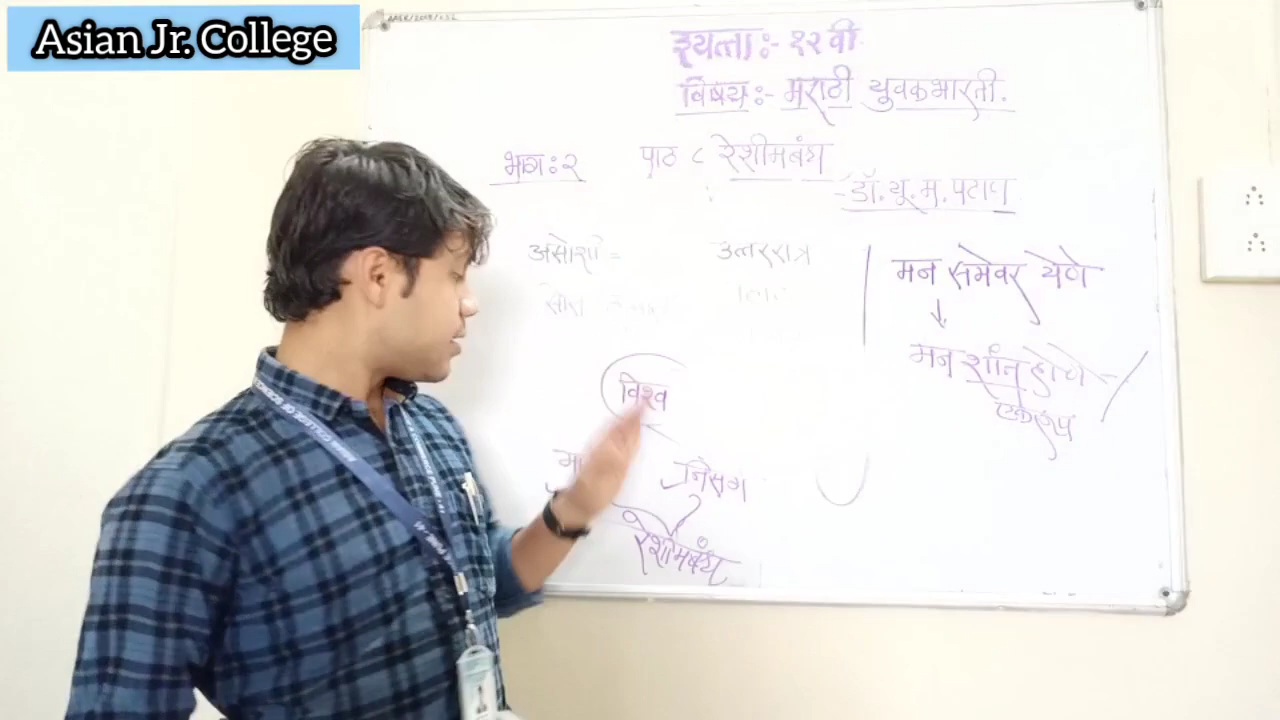 Asian Jr. College
इयत्ता:- १२ वी
विषय:- मराठी युवकभारती.
भाग:२ पाठ ८ रेशीमबंध
-डॉ. यू. म. पठाण
असोशी = उत्तररात्र
मन समेवर येणे
मन शांत होणे
एकरूप
विश्व
निसर्ग
रेशीमबंध